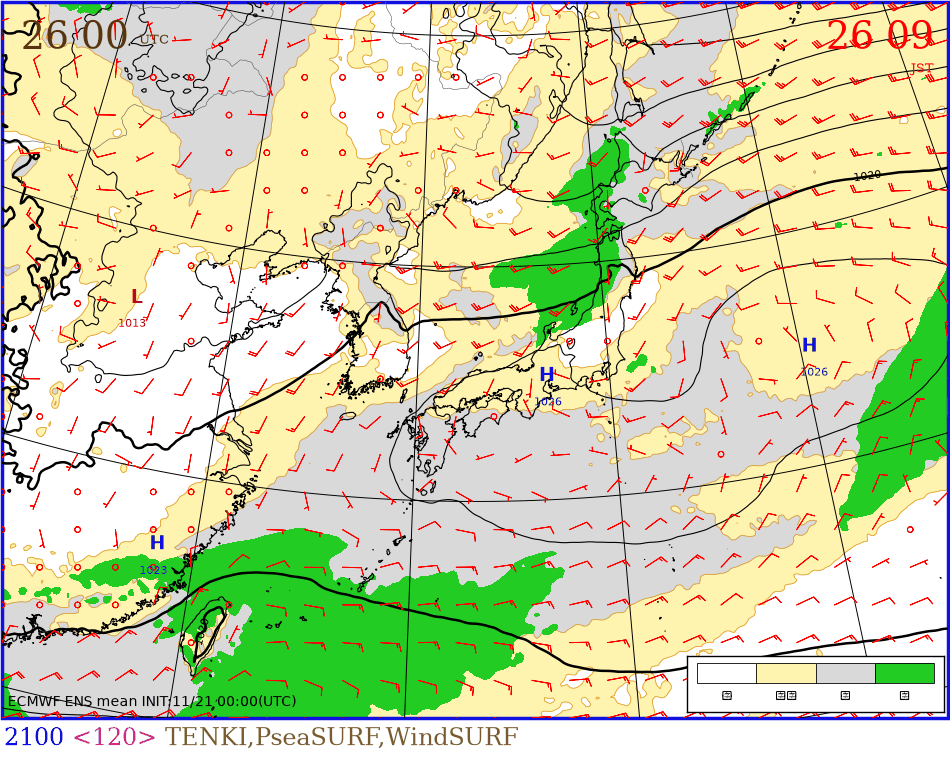 26 00 UTC
26 09
JST
1020
L
1013
H
1026
H
1026
H
1023
1020
ECMWF ENS mean INIT:11/21 00:00(UTC)
2100 <120> TENKI,PseaSURF,WindSURF